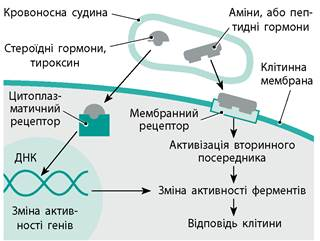 Кровоносна судина
Аміни, або пеп-
тидні гормони
Стероїдні гормони,
тироксин
Клітинна
мембрана
Цитоплаз-
матичний
рецептор
Мембранний
рецептор
Активізація вторинного
посередника
ДНК
Зміна актив-
ності генів
Зміна активності ферментів
Відповідь клітини